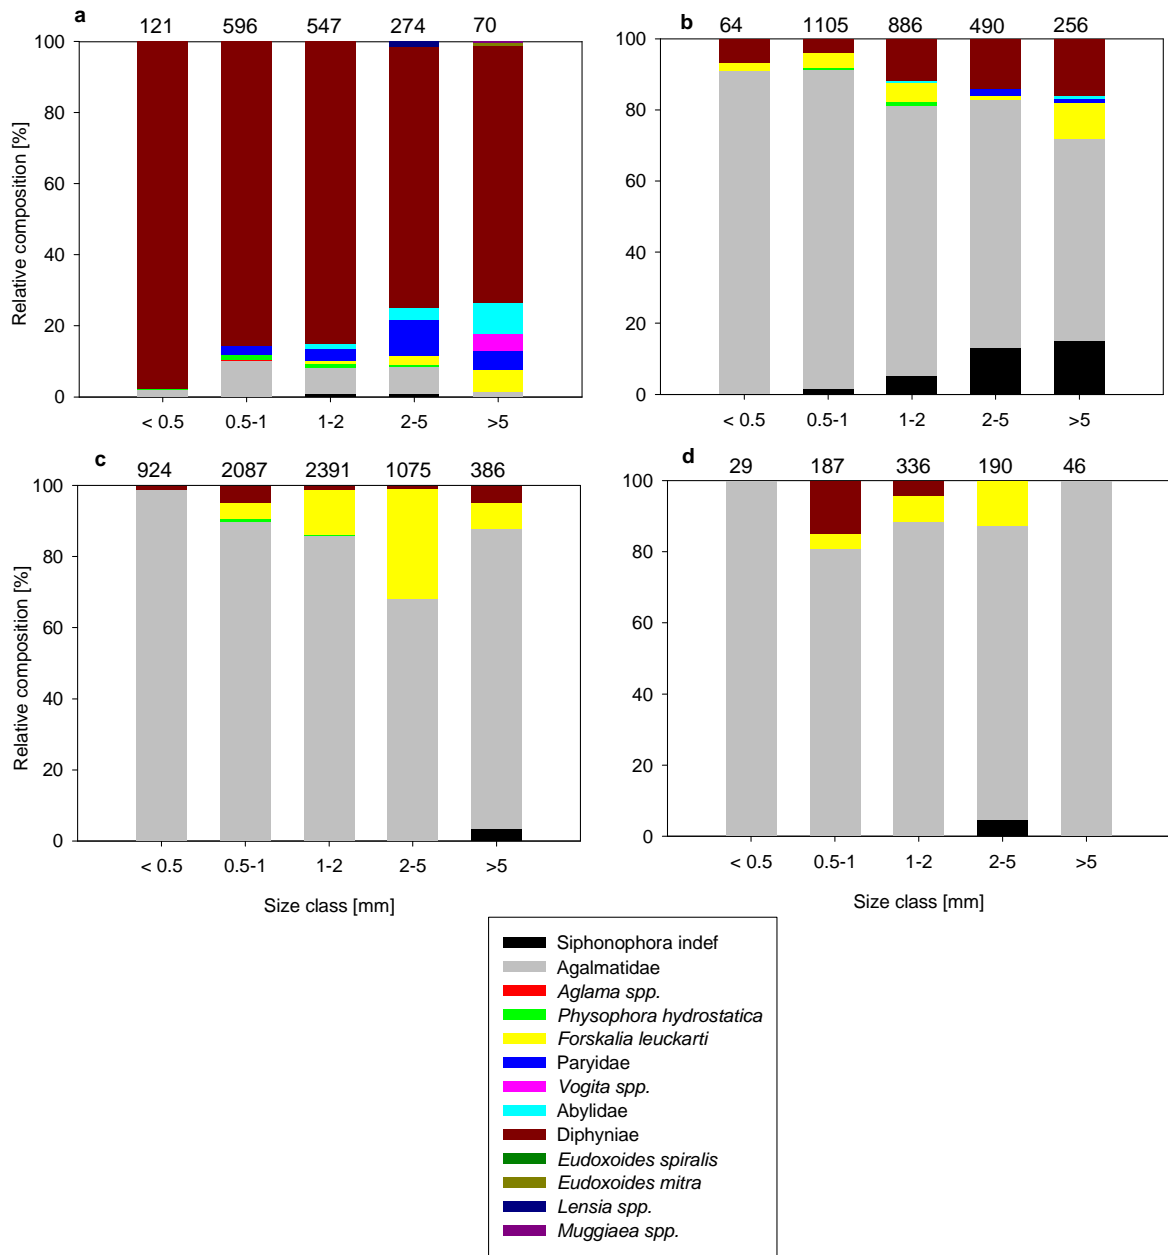 a
121 596 547 274 70
100
80
60
40
20
0
Relative composition [%]
< 0.5 0.5-1 1-2 2-5 >5
b
64 1105 886 490 256
100
80
60
40
20
0
< 0.5 0.5-1 1-2 2-5 >5
c
924 2087 2391 1075 386
100
80
60
40
20
0
Relative composition [%]
< 0.5 0.5-1 1-2 2-5 >5
Size class [mm]
d
29 187 336 190 46
100
80
60
40
20
0
< 0.5 0.5-1 1-2 2-5 >5
Size class [mm]
Siphonophora indef
Agalmatidae
Aglama spp.
Physophora hydrostatica
Forskalia leuckarti
Paryidae
Vogita spp.
Abylidae
Diphyniae
Eudoxoides spiralis
Eudoxoides mitra
Lensia spp.
Muggiaea spp.